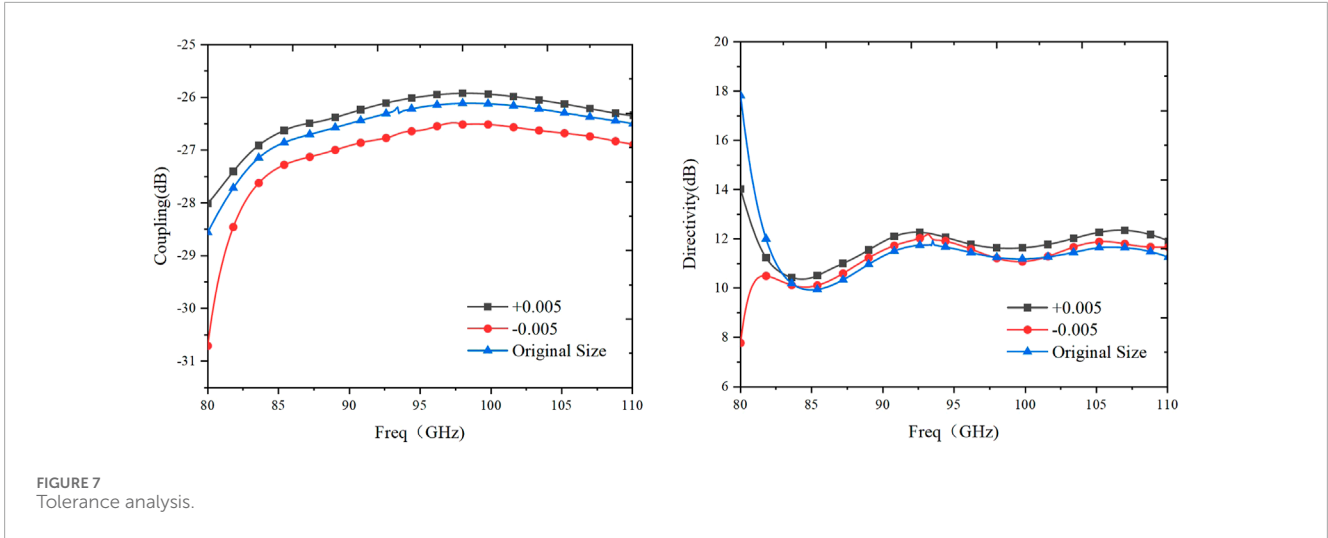 -25
-26
-27
-28
-29
-30
-31
Coupling(dB)
+0.005
-0.005
Original Size
80 85 90 95 100 105 110
Freq（GHz)
20
18
16
14
12
10
8
6
Directivity(dB)
+0.005
-0.005
Original Size
80 85 90 95 100 105 110
Freq（GHz)
FIGURE 7
Tolerance analysis.